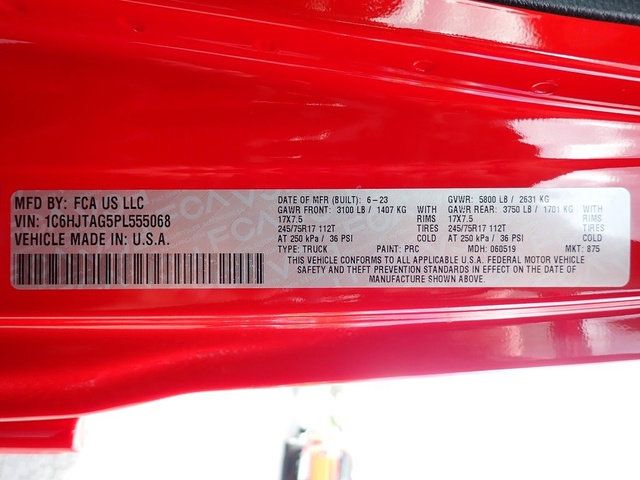 MFD BY: FCA US LLC
VIN: 1C6HJTAG5PL555068
VEHICLE MADE IN: U.S.A.
DATE OF MFR (BUILT): 6-23 GVWR: 5800 LB / 2631 KG
GAWR FRONT: 3100 LB / 1407 KG WITH GAWR REAR: 3750 LB / 1701 KG WITH
17X7.5 RIMS 17X7.5 RIMS
245/75R17 112T TIRES 245/75R17 112T TIRES
AT 250 kPa / 36 PSI COLD AT 250 kPa / 36 PSI COLD
TYPE: TRUCK PAINT: PRC MDH: 060519 MKT: 875
THIS VEHICLE CONFORMS TO ALL APPLICABLE U.S.A. FEDERAL MOTOR VEHICLE
SAFETY AND THEFT PREVENTION STANDARDS IN EFFECT ON THE DATE OF
MANUFACTURE SHOWN ABOVE.